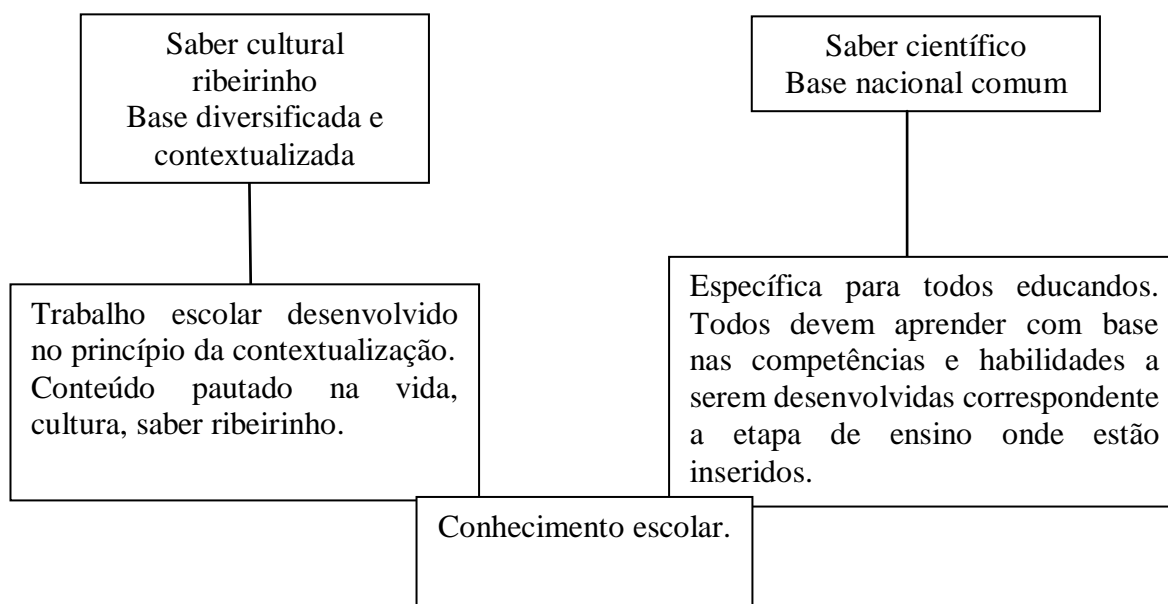 Saber cultural
ribeirinho
Base diversificada e
contextualizada
Saber científico
Base nacional comum
Trabalho escolar desenvolvido
no princípio da contextualização.
Conteúdo pautado na vida,
cultura, saber ribeirinho.
Específica para todos educandos.
Todos devem aprender com base
nas competências e habilidades a
serem desenvolvidas correspondente
a etapa de ensino onde estão
inseridos.
Conhecimento escolar.